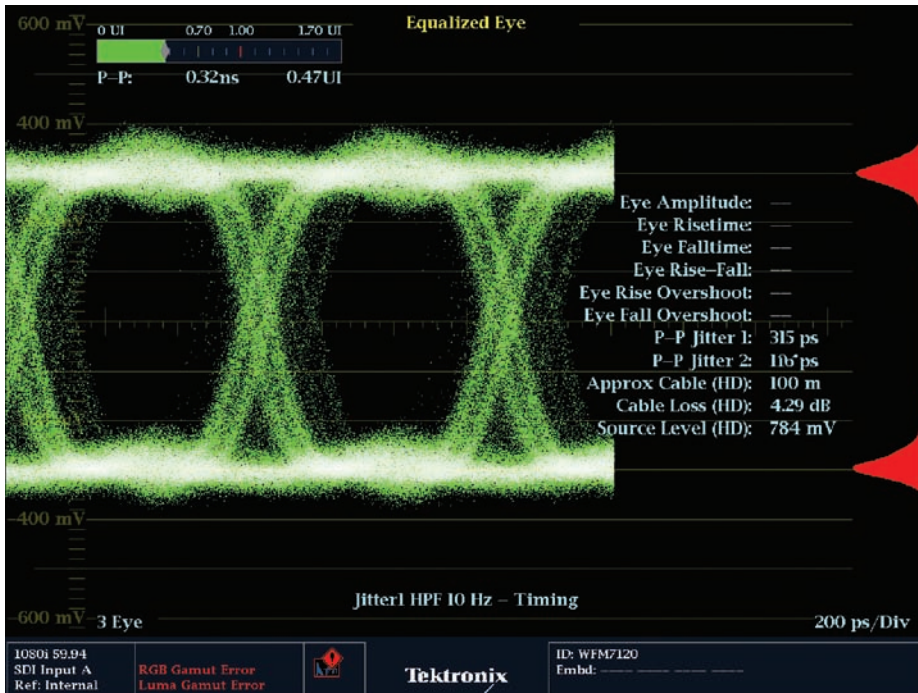 600 mV
Equalized Eye
0 UI 0.70 1.00 1.70 UI
P-P: 0.32ns 0.47UI
400 mV
Eye Amplitude: ---
Eye Risetime: ---
Eye Falltime: ---
Eye Rise-Fall: ---
Eye Rise Overshoot: ---
Eye Fall Overshoot: ---
P-P Jitter 1: 315 ps
P-P Jitter 2: ps
Approx Cable (HD): 100 m
Cable Loss (HD): 4.29 dB
Source Level (HD): 784 mV
-400 mV
Jitter1 HPF 10 Hz - Timing
-600 mV 3 Eye 200 ps/Div
1080i 59.94
SDI Input A
Ref: Internal
RGB Gamut Error
Luma Gamut Error
Tektronix
ID: WFM7120
Embd: ---- ---- ---- ----